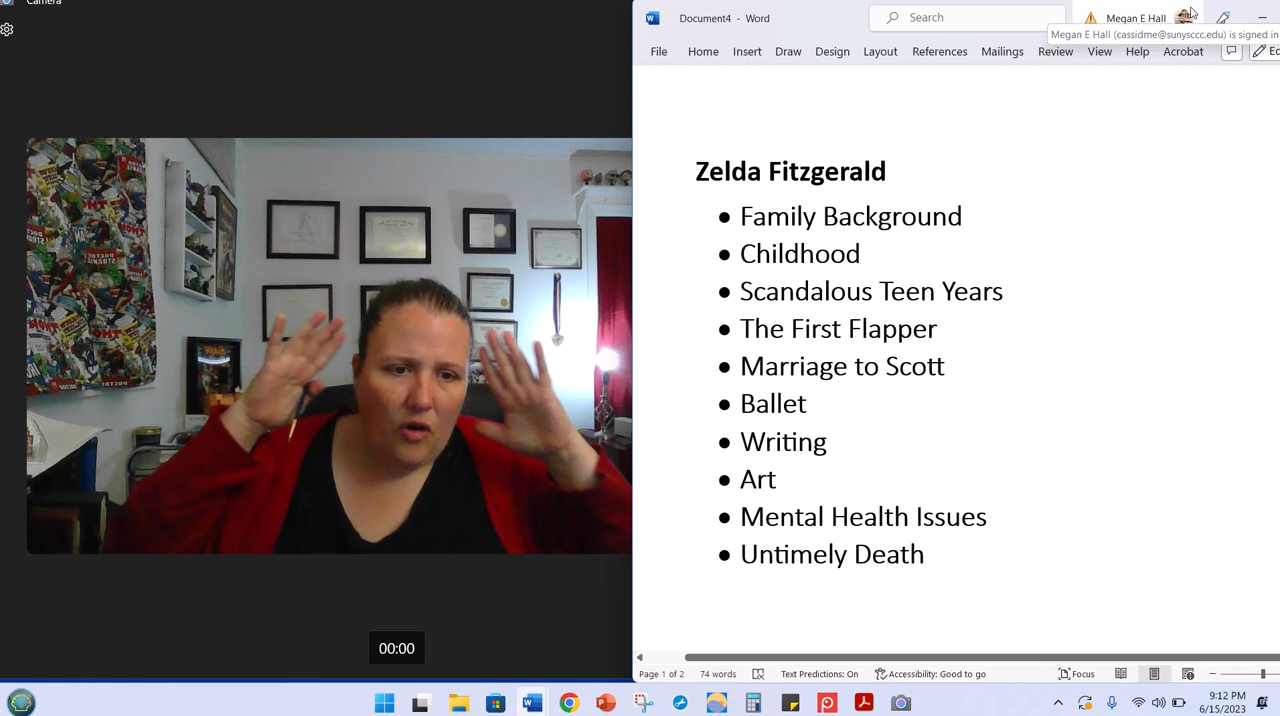 Camera
Document4 - Word
Search
Megan E Hall
Megan E Hall (cassidme@sunysccc.edu) is signed in
File Home Insert Draw Design Layout References Mailings Review View Help Acrobat
Zelda Fitzgerald
● Family Background
● Childhood
● Scandalous Teen Years
● The First Flapper
● Marriage to Scott
● Ballet
● Writing
● Art
● Mental Health Issues
● Untimely Death
00:00
Page 1 of 2 74 words Text Predictions: On Accessibility: Good to go Focus
9:12 PM
6/15/2023